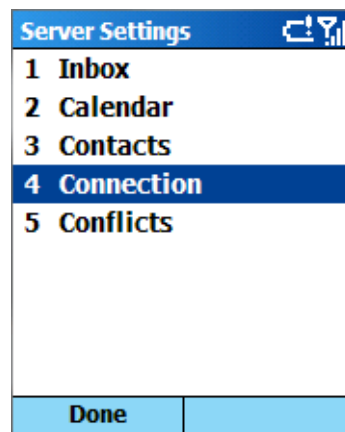 Server Settings
1 Inbox
2 Calendar
3 Contacts
4 Connection
5 Conflicts
Done